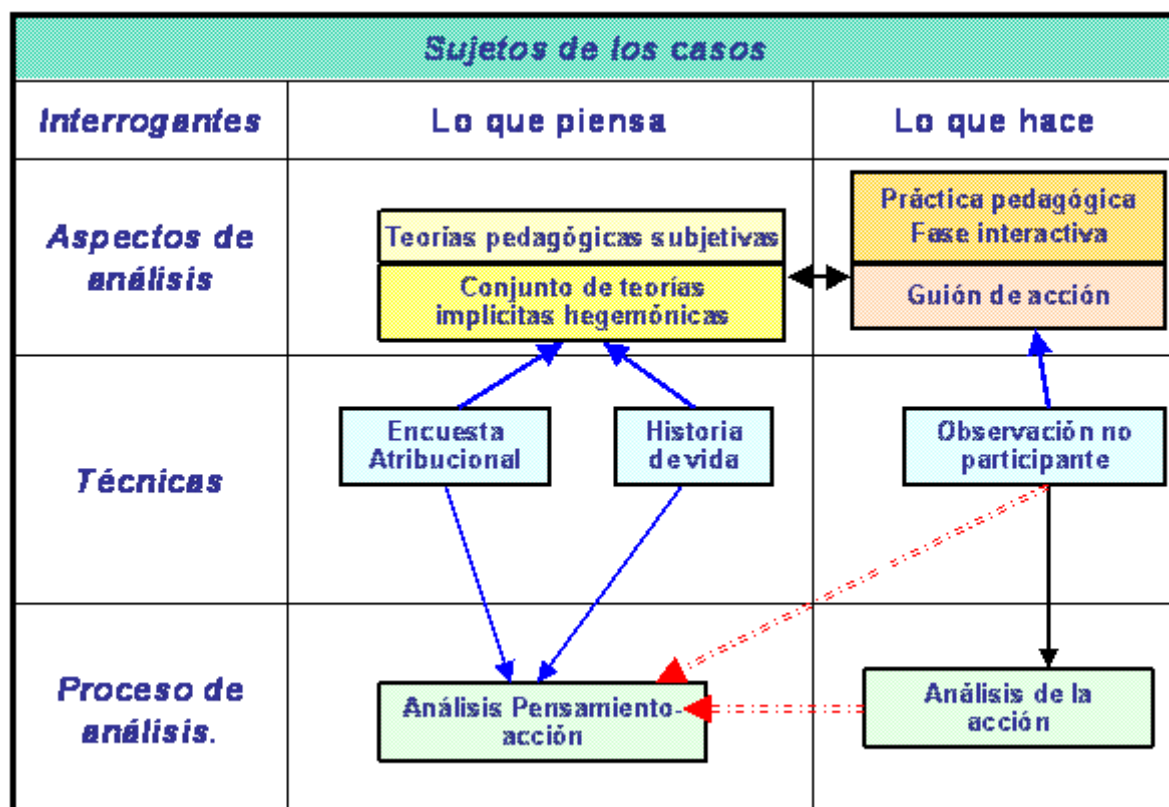 Sujetos de los casos
Interrogantes
Lo que piensa
Lo que hace
Aspectos de
análisis
Teorías pedagógicas subjetivas
Conjunto de teorías
implicitas hegemónicas
Práctica pedagógica
Fase interactiva
Guión de acción
Técnicas
Encuesta
Atribucional
Historia
de vida
Observación no
participante
Proceso de
análisis.
Análisis Pensamiento-
acción
Análisis de la
acción